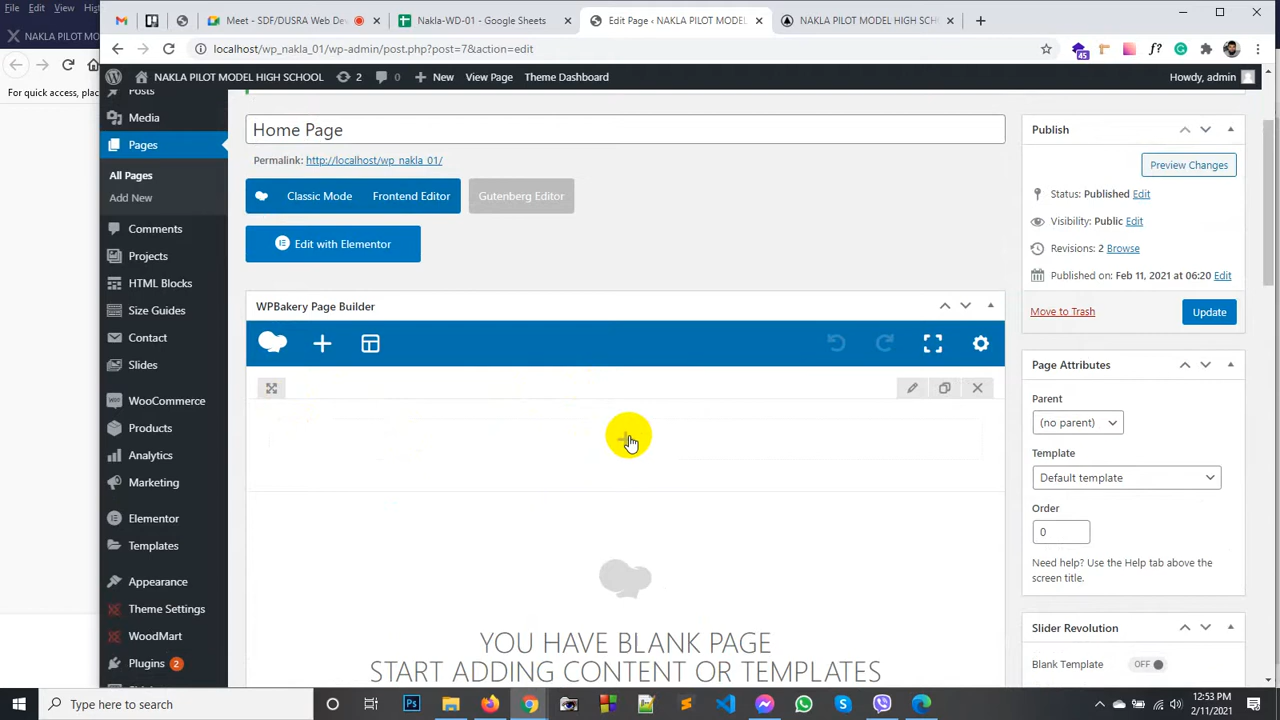 File Edit View Histo
Meet - SDF/DUSRA Web De
Nakla-WD-01 - Google Sheets
Edit Page ‹ NAKLA PILOT MODEL
NAKLA PILOT MODEL HIGH SCH
NAKLA PILOT M
localhost/wp_nakla_01/wp-admin/post.php?post=7&action=edit
45
f?
For quick access, plac
NAKLA PILOT MODEL HIGH SCHOOL
2
New
View Page
Theme Dashboard
Howdy, admin
Posts
Media
Pages
All Pages
Add New
Comments
Projects
HTML Blocks
Size Guides
Contact
Slides
WooCommerce
Products
Analytics
Marketing
Elementor
Templates
Appearance
Theme Settings
WoodMart
Plugins 2
Home Page
Permalink: http://localhost/wp_nakla_01/
Classic Mode
Frontend Editor
Gutenberg Editor
Edit with Elementor
WPBakery Page Builder
YOU HAVE BLANK PAGE
START ADDING CONTENT OR TEMPLATES
Publish
Preview Changes
Status: Published Edit
Visibility: Public Edit
Revisions: 2 Browse
Published on: Feb 11, 2021 at 06:20 Edit
Move to Trash
Update
Page Attributes
Parent
(no parent)
Template
Default template
Order
0
Need help? Use the Help tab above the
screen title.
Slider Revolution
Blank Template
OFF
Type here to search
12:53 PM
2/11/2021